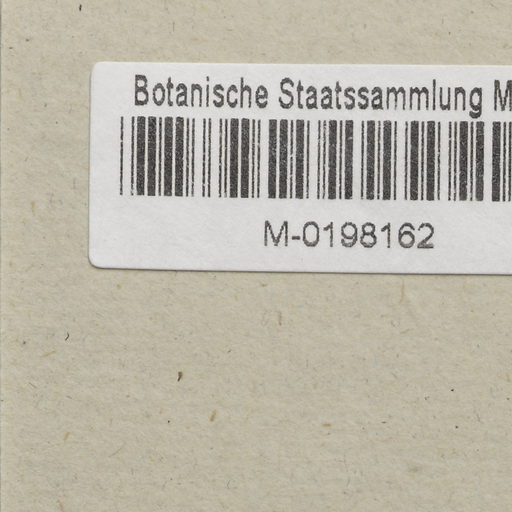 Botanische Staatssammlung M
M-0198162